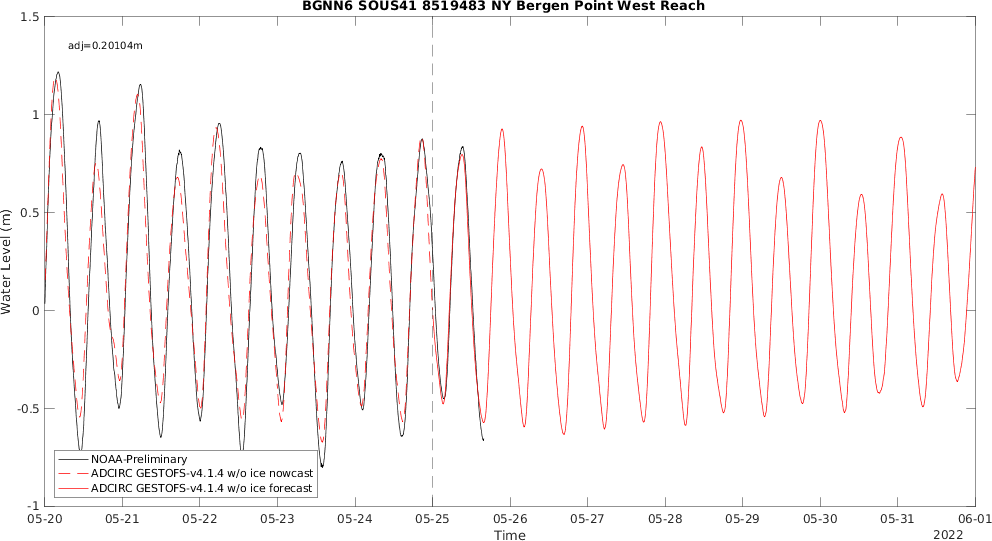 BGNN6 SOUS41 8519483 NY Bergen Point West Reach
1.5
adj=0.20104m
1
0.5
Water Level (m)
0
-0.5
NOAA-Preliminary
ADCIRC GESTOFS-v4.1.4 w/o ice nowcast
ADCIRC GESTOFS-v4.1.4 w/o ice forecast
-1
05-20 05-21 05-22 05-23 05-24 05-25 05-26 05-27 05-28 05-29 05-30 05-31 06-01
Time
2022